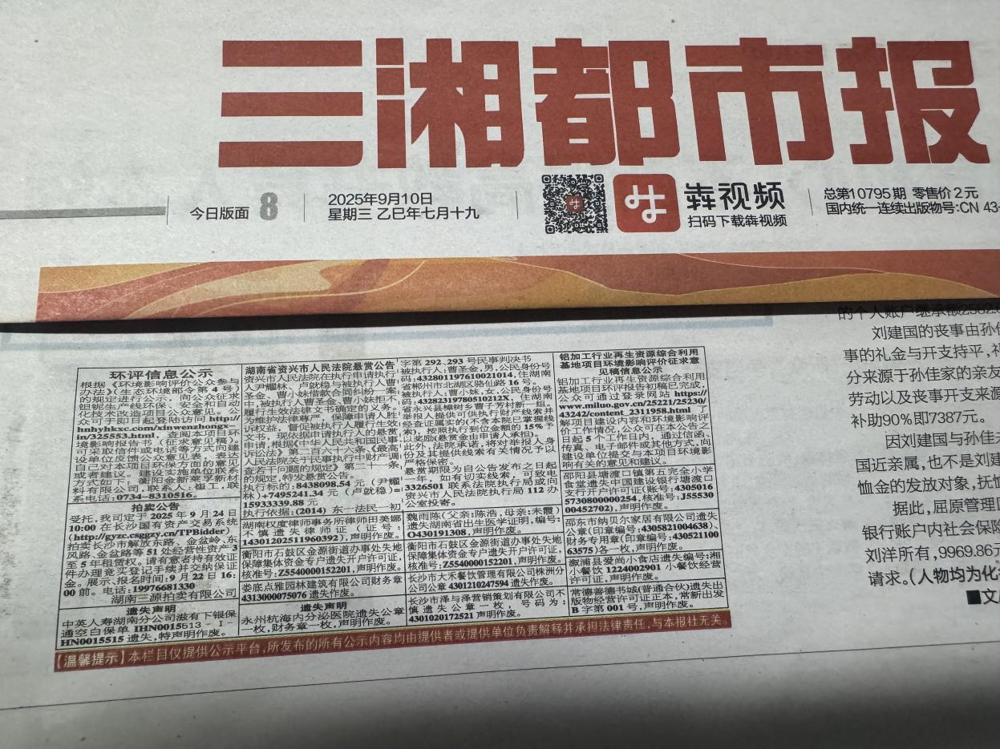 三湘都市报
今日版面 8
2025年9月10日
星期三 乙巳年七月十九
犇视频
扫码下载犇视频
总第10795期 零售价2元
国内统一连续出版物号:CN 43-
环评信息公示
根据《环境影响评价公众参与
办法》(生态环境部令第4号)
的规定进行公示,向公众征求
钽铌生产线环保、安全和自动
化技术改造项目公众意见。公
众可于即日起登陆访问 http://
hnhyhkxc.com/xinwenzhongx
in/325553.html,查阅本项目环
境影响报告书(征求意见稿)。
可采取信件或电话等方式向建
设单位反馈公众意见表,表达
自己对本项目环保方面的意见
或者建议。建设实施单位联系
方式如下:衡阳金新莱孚新材
料有限公司,联系人:崔工,联
系电话:0734-8310516。
拍卖公告
受托,我司定于2025年9月24日
10:00在长沙国有资产交易系统
(http://gyzc.csggzy.cn/TPBidder)
拍卖长沙市解放东路、金盆岭、东
风路、金盆路等51处经营性资产3
至5年租赁权。请有意者持有效证
件办理竞买登记手续并交纳保证
金。展示、报名时间:9月22日16:
00前。电话:19976681330
湖南三源拍卖有限公司
遗失声明
中英人寿湖南分公司滋有下银保
通空白保单 IHN0015513-1-
HN0015515遗失,特声明作废。
湖南省资兴市人民法院悬赏公告
资兴市人民法院在执行申请执行
人尹耀林、卢就稳与被执行人曹
圣金、曹小妹借款合同纠纷一案
中,被执行人曹圣金、曹小妹拒不
履行生效法律文书确定的义务。
为维护法律尊严,保障申请人胜
诉权益,督促被执行人履行生效
文书,现依照申请执行人的悬赏
申请,根据《中华人民共和国民事
诉讼法》第二百六十六条、《最高
人民法院关于民事执行中财产调
查若干问题的规定》第二十一条
的规定,特发悬赏公告。
执行标的:8438098.54元(尹耀
林)+7495241.34元(卢就稳)=
15933339.88元
执行依据:(2014)东一法民一初
字第292、293号民事判决书
被执行人:曹圣金,男,公民身份号
码:432801197610021014,住湖南
省郴州市北湖区骆仙路16号。
被执行人:曹小妹,女,公民身份号
码:43282319780510212X,住湖南
省永兴县樟树乡曹子芳村新一组。
举报人提供可供执行财产线索并
经查证属实的(不含本院已掌握线
索),按照执行到位金额的15%予
以奖励(悬赏金由申请人承担)。
此外,法院承诺,将对举报人身
份及其提供线索有关情况予以
严格保密。
悬赏期限为自公告发布之日起
一年,如有切实线索,可致电
3326501联系法院执行局或向
资兴市人民法院执行局112办
公室投寄。
湖南权度律师事务所律师田美娜
不慎遗失律师证(证号:
14301202511960392),声明作废。
衡阳市石鼓区金源街道办事处失地
保障集体资金专户遗失开户许可证,
核准号:Z5540000152201,声明作废。
娄底点雅园林建筑有限公司财务章
4313000075076遗失作废。
遗失声明
永州杭海内分泌医院遗失公章
一枚,财务章一枚,声明作废。
魏雨陈(父亲:陈浩,母亲:未霞)
遗失湖南省出生医学证明,编号:
O430191308,声明作废。
衡阳市石鼓区金源街道办事处失地
保障集体资金专户遗失开户许可证,
核准号:Z5540000152201,声明作废。
长沙市大禾餐饮管理有限公司株洲分
公司公章4301210247594遗失作废。
长沙市泽与泽营销策划有限公司不
慎遗失公章一枚,号码为:
4301020172521声明作废。
铝加工行业再生资源综合利用
基地项目环境影响评价征求意
见稿信息公示
铝加工行业再生资源综合利用
基地项目环评报告初稿已完成,
公众可通过登录网站 https://
www.miluo.gov.cn/25221/25230/
43242/content_2311958.html 了
解项目建设内容和环境影响评
价工作情况,公众可在本公告之
日起5个工作日内,通过信函、
传真、电子邮件或其他方式,向
建设单位提交与本项目环境影
响有关的意见和建议。
邵阳县塘渡口镇第五完全小学
食堂遗失中国建设银行塘渡口
支行开户许可证(账号:4305016
5730800000254,核准号:J55530
00452702),声明作废。
邵东市纳贝尔家居有限公司遗失
公章(印章编号:4305821004638)、
财务专用章(印章编号:430521100
63575)各一枚,声明作废。
溆浦县爱尚小食店遗失编号:湘
小餐饮1224002901小餐饮经营
许可证,声明作废。
常德善德书城(普通合伙)遗失出
版物经营许可证正本,常新出发
B字第001号,声明作废。
【温馨提示】本栏目仅提供公示平台,所发布的所有公示内容均由提供者或提供单位负责解释并承担法律责任,与本报社无关。
的个人账户继承额2582.6
刘建国的丧事由孙佳
事的礼金与开支持平,礼
分来源于孙佳家的亲友
劳动以及丧事开支来源
补助90%即7387元。
因刘建国与孙佳未
国近亲属,也不是刘建
恤金的发放对象,抚恤
据此,屈原管理区
银行账户内社会保险
刘洋所有,9969.86元
请求。(人物均为化
■文/